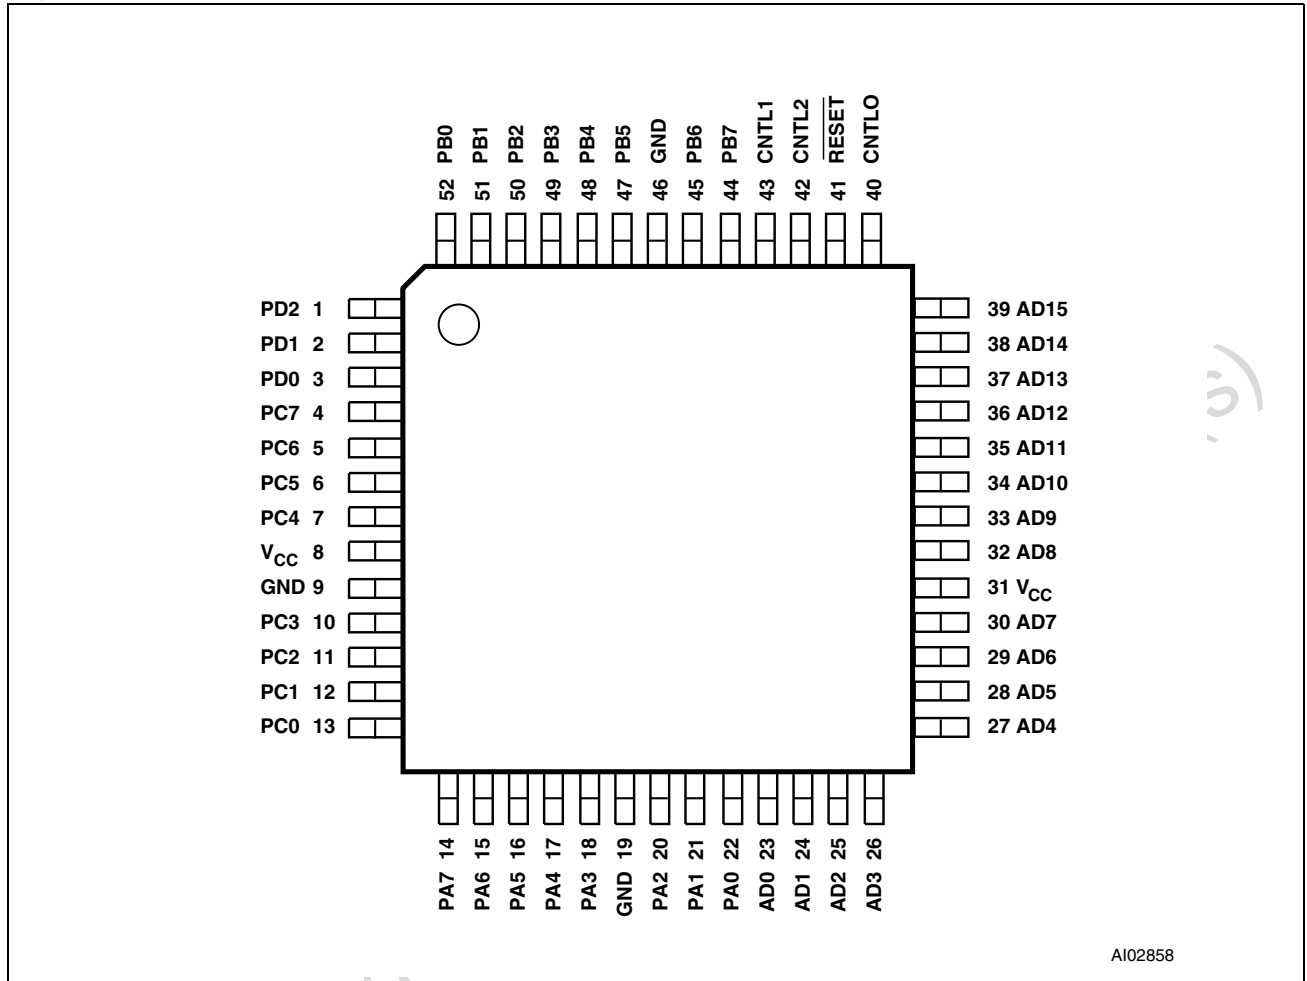 52 PB0
51 PB1
50 PB2
49 PB3
48 PB4
47 PB5
46 GND
45 PB6
44 PB7
43 CNTL1
42 CNTL2
41 RESET
40 CNTLO
PD2 1
PD1 2
PD0 3
PC7 4
PC6 5
PC5 6
PC4 7
VCC 8
GND 9
PC3 10
PC2 11
PC1 12
PC0 13
39 AD15
38 AD14
37 AD13
36 AD12
35 AD11
34 AD10
33 AD9
32 AD8
31 VCC
30 AD7
29 AD6
28 AD5
27 AD4
PA7 14
PA6 15
PA5 16
PA4 17
PA3 18
GND 19
PA2 20
PA1 21
PA0 22
AD0 23
AD1 24
AD2 25
AD3 26
AI02858